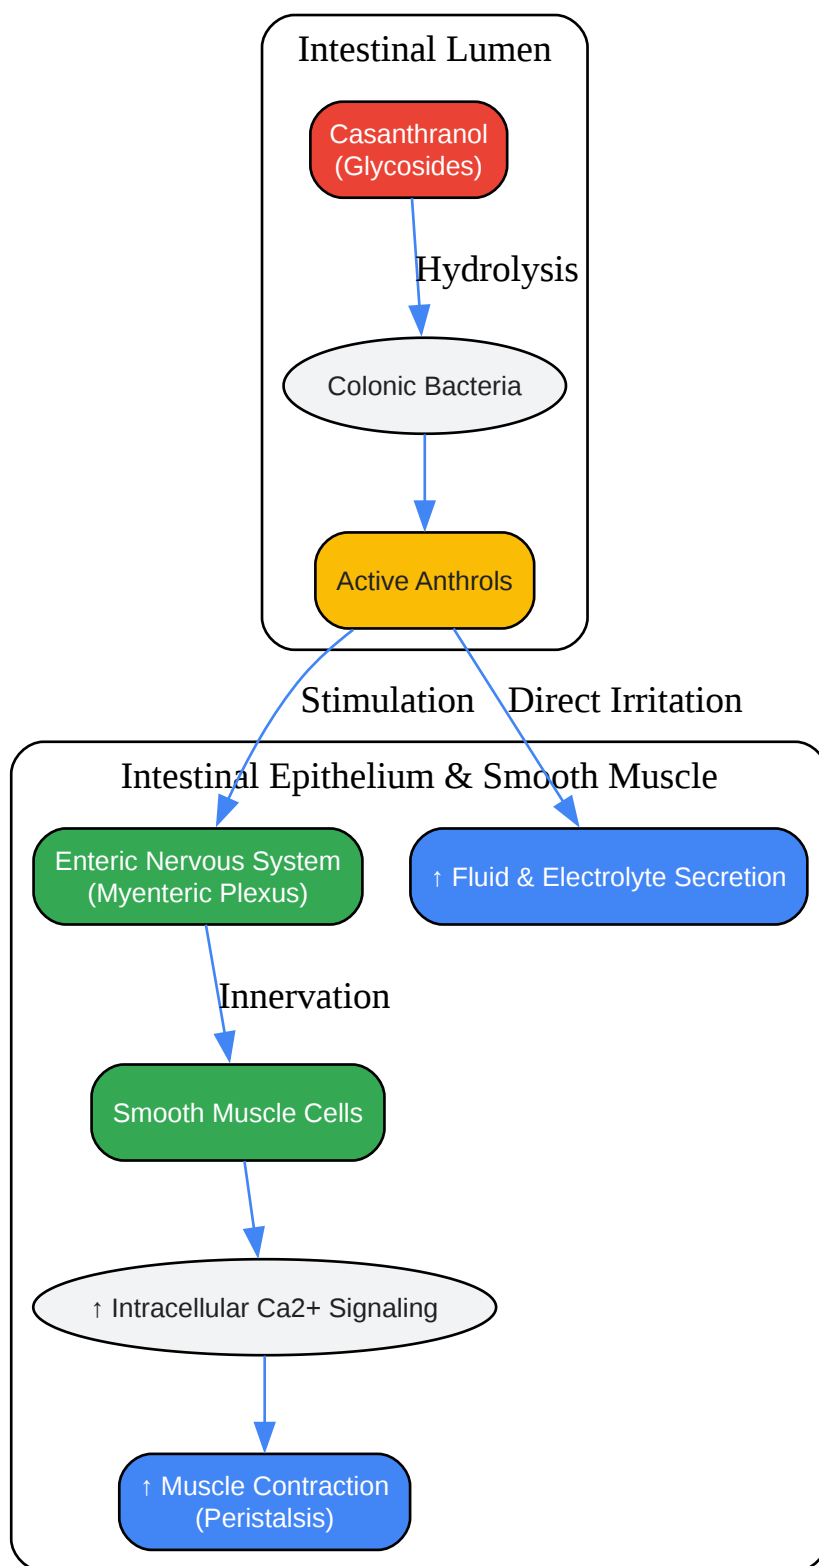 Intestinal Lumen
Casanthranol
(Glycosides)
Hydrolysis
Colonic Bacteria
Active Anthrols
Stimulation
Direct Irritation
Intestinal Epithelium & Smooth Muscle
Enteric Nervous System
(Myenteric Plexus)
↑ Fluid & Electrolyte Secretion
Innervation
Smooth Muscle Cells
↑ Intracellular Ca2+ Signaling
↑ Muscle Contraction
(Peristalsis)